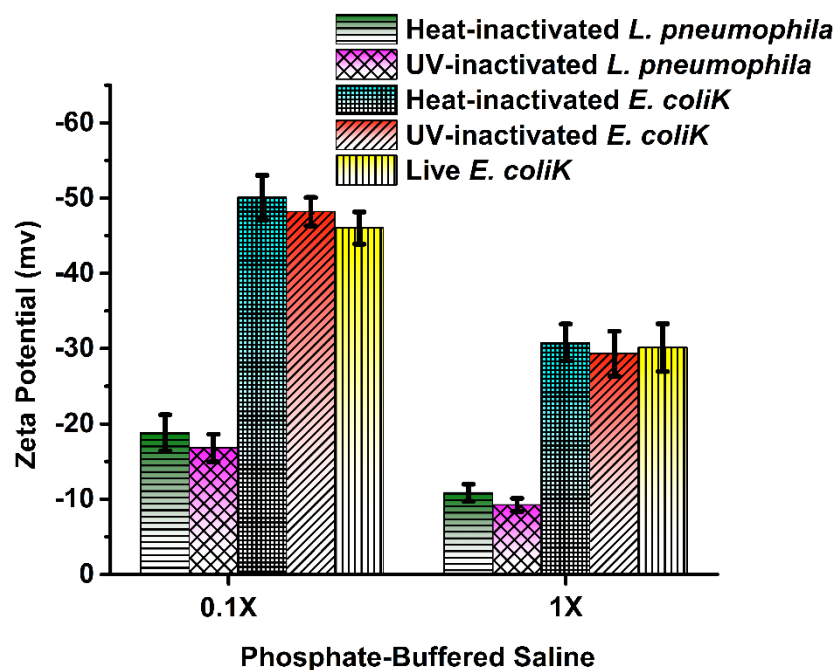 Heat-inactivated L. pneumophila
UV-inactivated L. pneumophila
Heat-inactivated E. coliK
UV-inactivated E. coliK
Live E. coliK
Zeta Potential (mv)
-60
-50
-40
-30
-20
-10
0
0.1X 1X
Phosphate-Buffered Saline